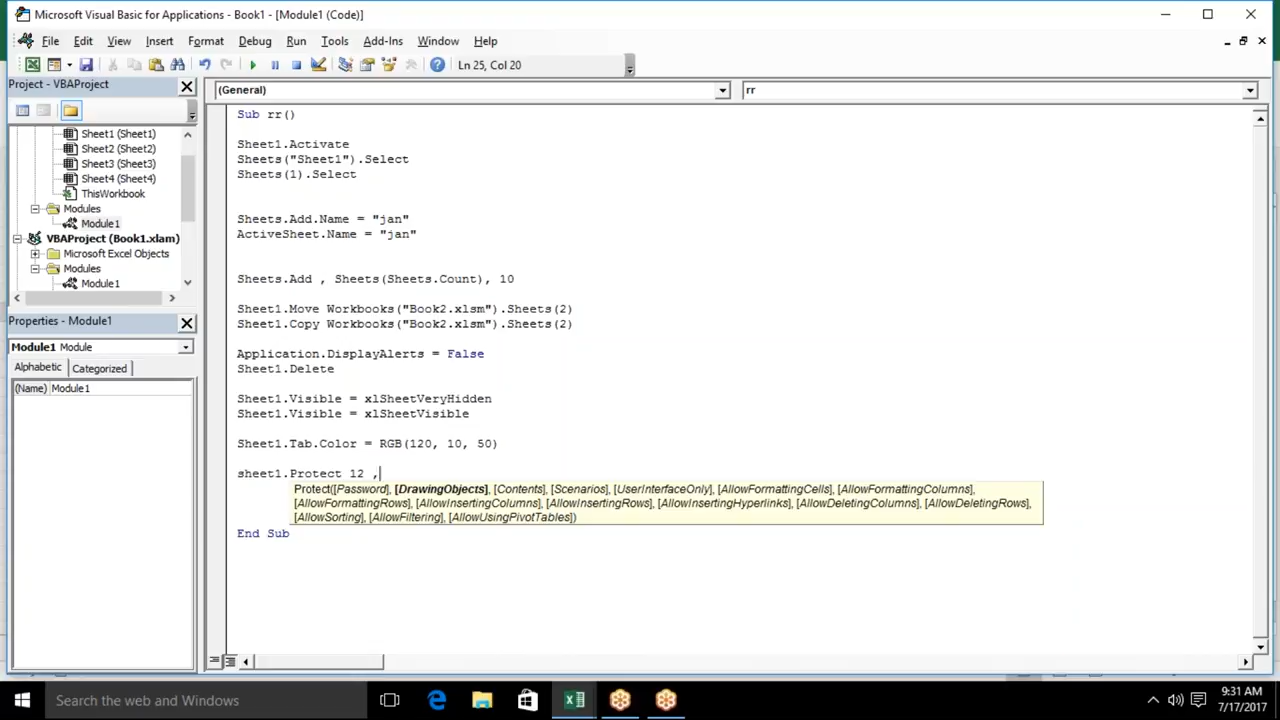 Microsoft Visual Basic for Applications - Book1 - [Module1 (Code)]
File Edit View Insert Format Debug Run Tools Add-Ins Window Help
Ln 25, Col 20
Project - VBAProject
(General) rr
Sheet1 (Sheet1)
Sheet2 (Sheet2)
Sheet3 (Sheet3)
Sheet4 (Sheet4)
ThisWorkbook
Modules
Module1
VBAProject (Book1.xlam)
Microsoft Excel Objects
Modules
Module1
Properties - Module1
Module1 Module
Alphabetic Categorized
(Name) Module1
Sub rr()
Sheet1.Activate
Sheets("Sheet1").Select
Sheets(1).Select
Sheets.Add.Name = "jan"
ActiveSheet.Name = "jan"
Sheets.Add , Sheets(Sheets.Count), 10
Sheet1.Move Workbooks("Book2.xlsm").Sheets(2)
Sheet1.Copy Workbooks("Book2.xlsm").Sheets(2)
Application.DisplayAlerts = False
Sheet1.Delete
Sheet1.Visible = xlSheetVeryHidden
Sheet1.Visible = xlSheetVisible
Sheet1.Tab.Color = RGB(120, 10, 50)
sheet1.Protect 12 ,
Protect([Password], [DrawingObjects], [Contents], [Scenarios], [UserInterfaceOnly], [AllowFormattingCells], [AllowFormattingColumns],
[AllowFormattingRows], [AllowInsertingColumns], [AllowInsertingRows], [AllowInsertingHyperlinks], [AllowDeletingColumns], [AllowDeletingRows],
[AllowSorting], [AllowFiltering], [AllowUsingPivotTables])
End Sub
Search the web and Windows
9:31 AM
7/17/2017